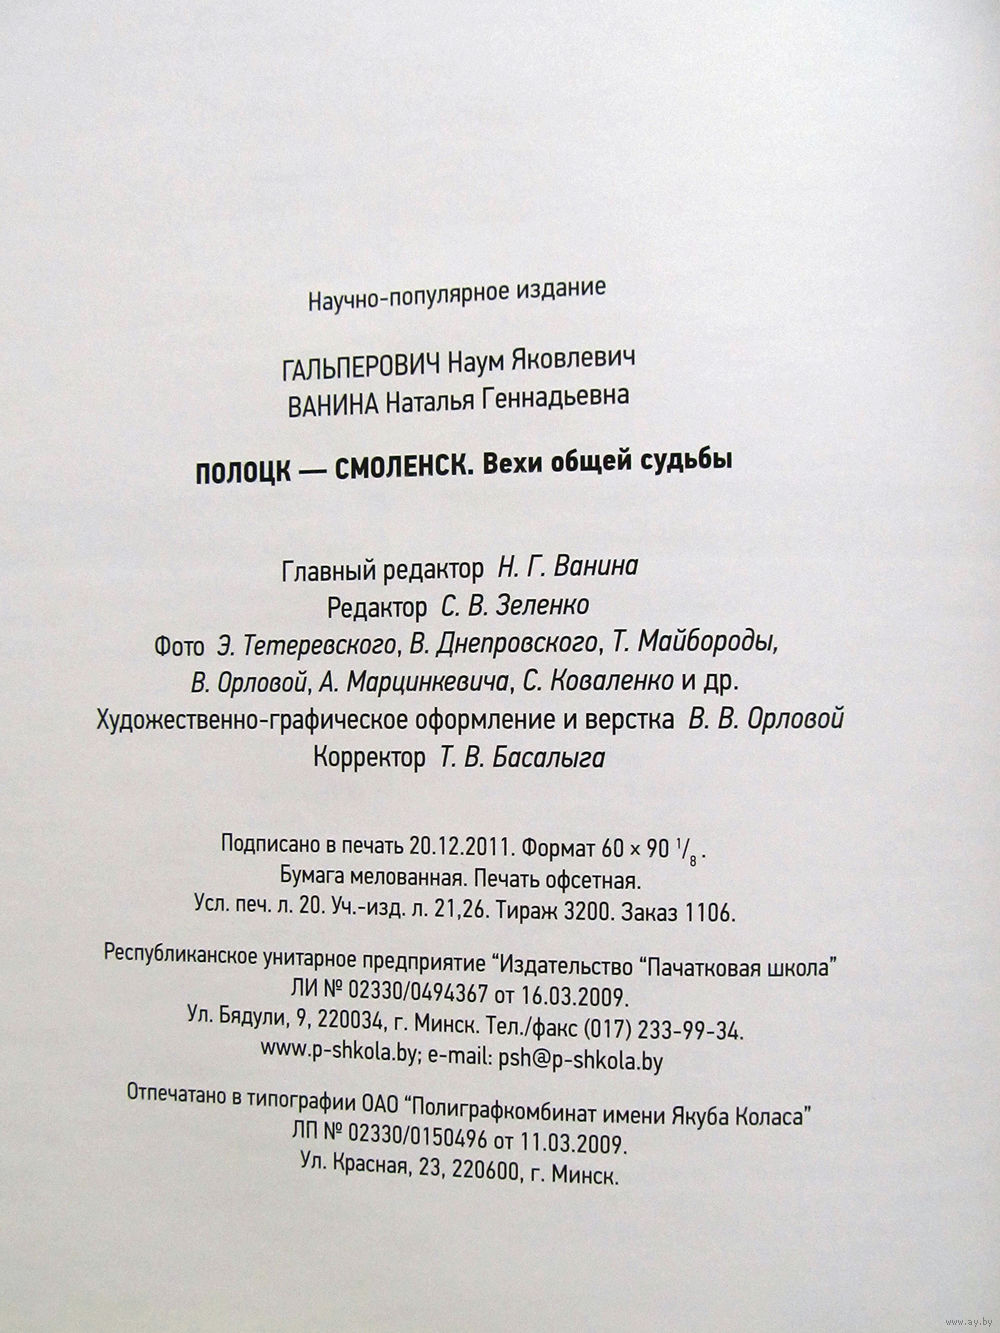 Научно-популярное издание
ГАЛЬПЕРОВИЧ Наум Яковлевич
ВАНИНА Наталья Геннадьевна
ПОЛОЦК — СМОЛЕНСК. Вехи общей судьбы
Главный редактор Н. Г. Ванина
Редактор С. В. Зеленко
Фото Э. Тетеревского, В. Днепровского, Т. Майбороды,
В. Орловой, А. Марцинкевича, С. Коваленко и др.
Художественно-графическое оформление и верстка В. В. Орловой
Корректор Т. В. Басалыга
Подписано в печать 20.12.2011. Формат 60 × 90 1/8 .
Бумага мелованная. Печать офсетная.
Усл. печ. л. 20. Уч.-изд. л. 21,26. Тираж 3200. Заказ 1106.
Республиканское унитарное предприятие “Издательство “Пачатковая школа”
ЛИ № 02330/0494367 от 16.03.2009.
Ул. Бядули, 9, 220034, г. Минск. Тел./факс (017) 233-99-34.
www.p-shkola.by; e-mail: psh@p-shkola.by
Отпечатано в типографии ОАО “Полиграфкомбинат имени Якуба Коласа”
ЛП № 02330/0150496 от 11.03.2009.
Ул. Красная, 23, 220600, г. Минск.
www.ay.by